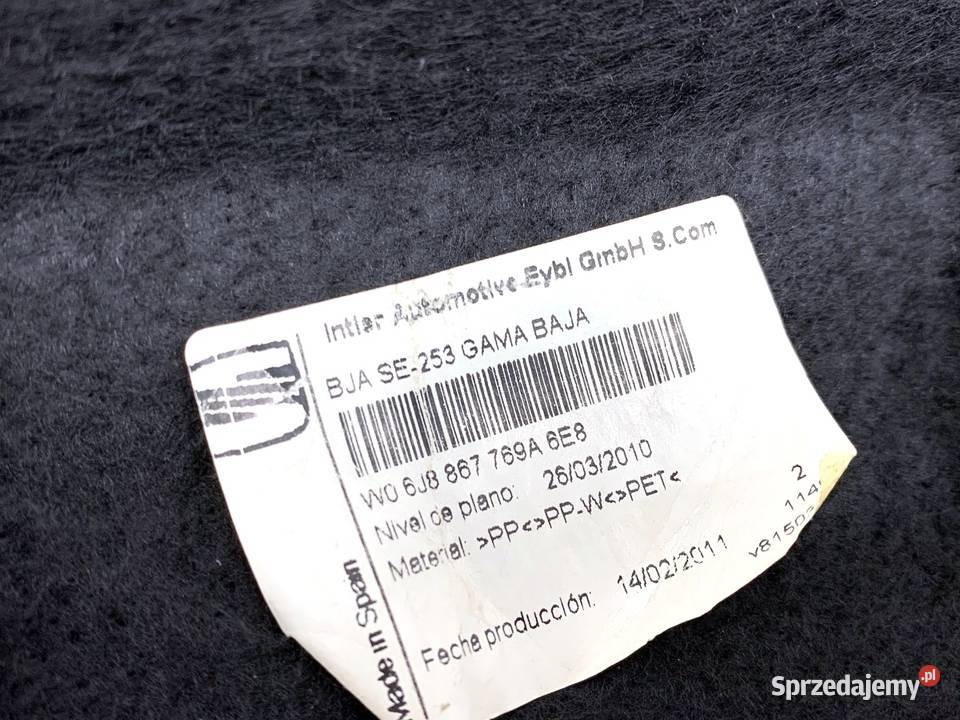 Intier Automotive Eybl GmbH S.Com
BJA SE-253 GAMA BAJA
W0 6J8 867 769A 6E8
Nivel de plano: 26/03/2010
Material: >PP<>PP-W<>PET<
2
Fecha producción: 14/02/2011
Made in Spain
Sprzedajemy.pl